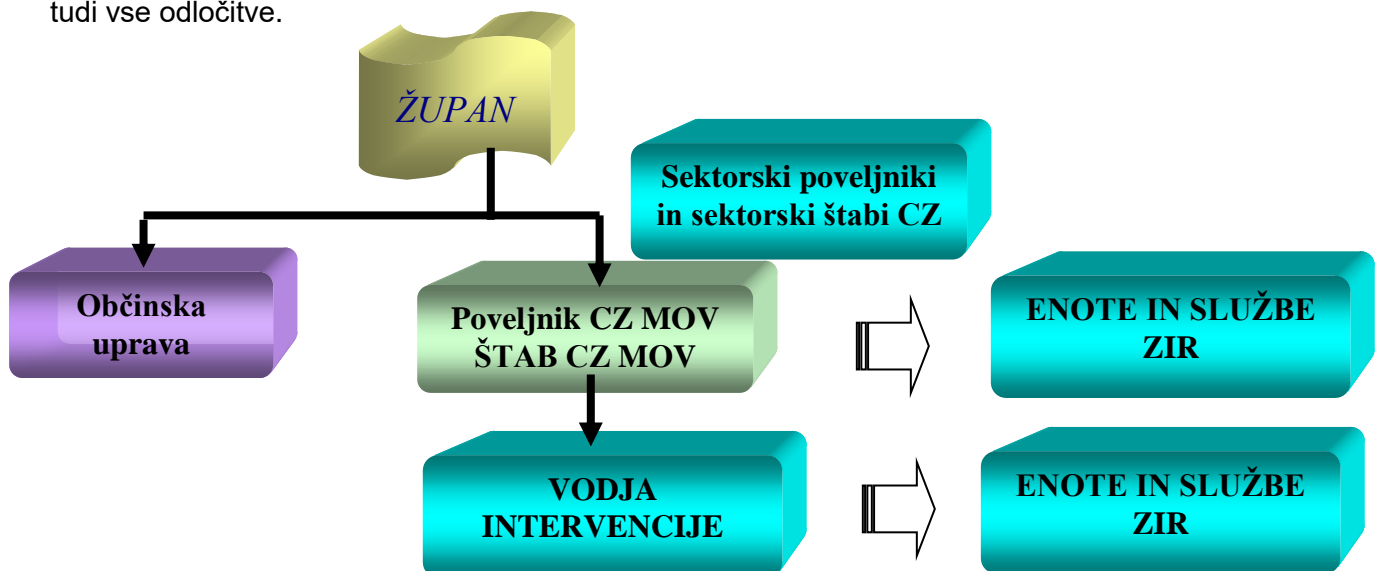 tudi vse odločitve.
ŽUPAN
Sektorski poveljniki
in sektorski štabi CZ
Občinska
uprava
Poveljnik CZ MOV
ŠTAB CZ MOV
ENOTE IN SLUŽBE
ZIR
VODJA
INTERVENCIJE
ENOTE IN SLUŽBE
ZIR